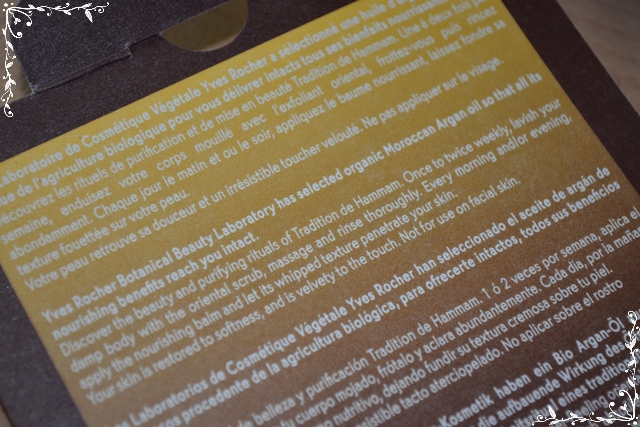 aboratoire de Cosmétique Végétale Yves Rocher a sélectionné une huile d'
ue de l'agriculture biologique pour vous délivrer intacts tous ses bienfaits nourrissan
écouvrez les rituels de purification et de mise en beauté Tradition de Hammam. Une à deux fois par
semaine, enduisez votre corps mouillé avec l'exfoliant oriental, frottez-vous puis rincez
abondamment. Chaque jour le matin et ou le soir, appliquez le baume nourrissant, laissez fondre sa
texture fouettée sur votre peau.
Votre peau retrouve sa douceur et un irrésistible toucher velouté. Ne pas appliquer sur le visage.
Yves Rocher Botanical Beauty Laboratory has selected organic Moroccan Argan oil so that all its
nourishing benefits reach you intact.
Discover the beauty and purifying rituals of Tradition de Hammam. Once to twice weekly, lavish your
damp body with the oriental scrub, massage and rinse thoroughly. Every morning and/or evening,
apply the nourishing balm and let its whipped texture penetrate your skin.
Your skin is restored to softness, and is velvety to the touch. Not for use on facial skin.
s Laboratorios de Cosmética Végétale Yves Rocher han seleccionado el aceite de argán de
cos procedente de la agricultura biológica, para ofrecerte intactos, todos sus beneficios
de belleza y purificación Tradition de Hammam. 1 ó 2 veces por semana, aplica e
cuerpo mojado, frótalo y aclara abundantemente. Cada día, por la mañan
nutritivo, dejando fundir su textura cremosa sobre tu piel.
sistible tacto aterciopelado. No aplicar sobre el rostro
Kosmetik haben ein Bio Argan-Öl
die aufbauende Wirkung des
eines tradition